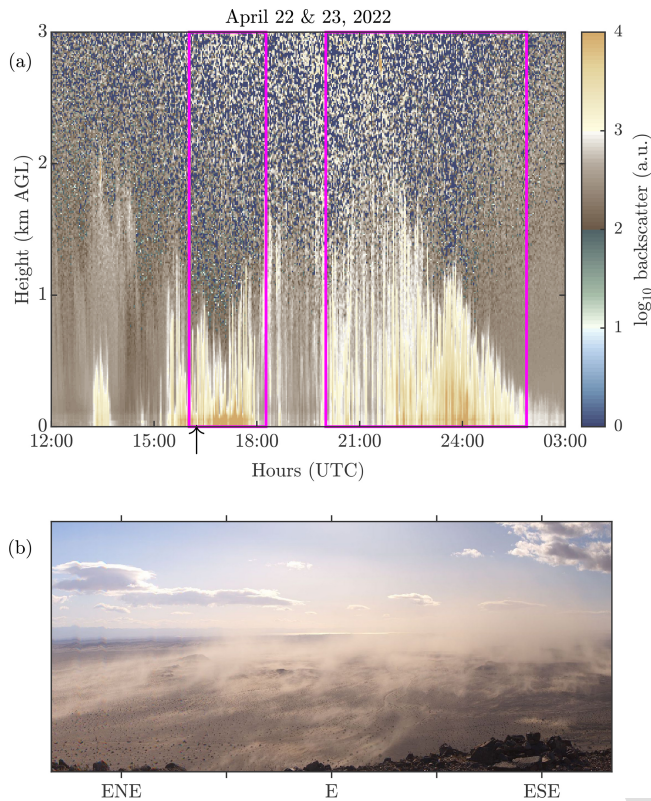 April 22 & 23, 2022
(a)
3
2
1
0
Height (km AGL)
12:00 15:00 18:00 21:00 24:00 03:00
Hours (UTC)
4
3
2
1
0
log10 backscatter (a.u.)
(b)
ENE E ESE